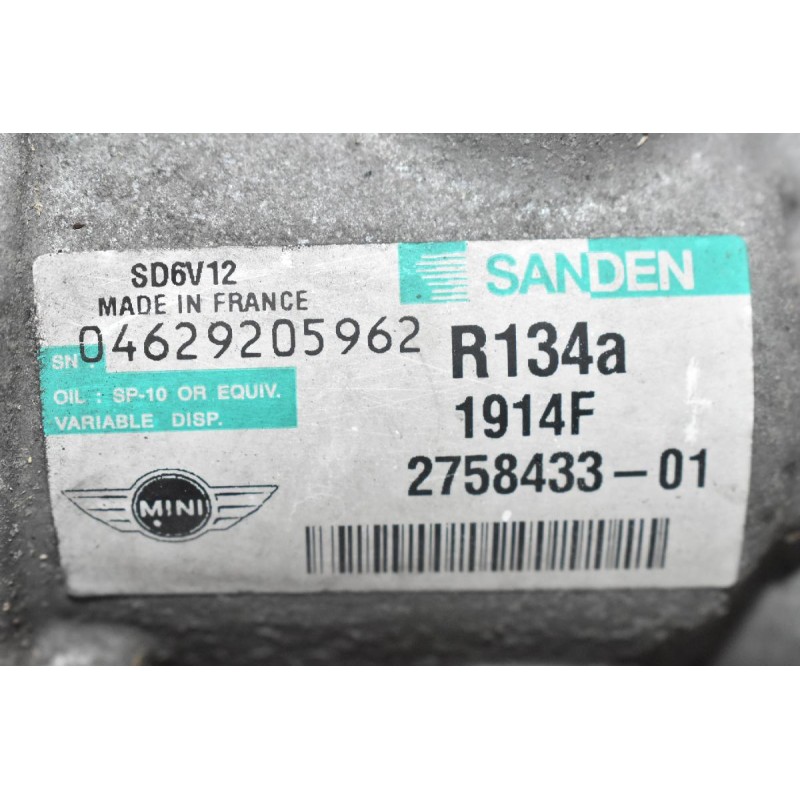 SD6V12
SANDEN
MADE IN FRANCE
SN : 04629205962
R134a
OIL : SP-10 OR EQUIV.
VARIABLE DISP.
1914F
2758433-01
MINI